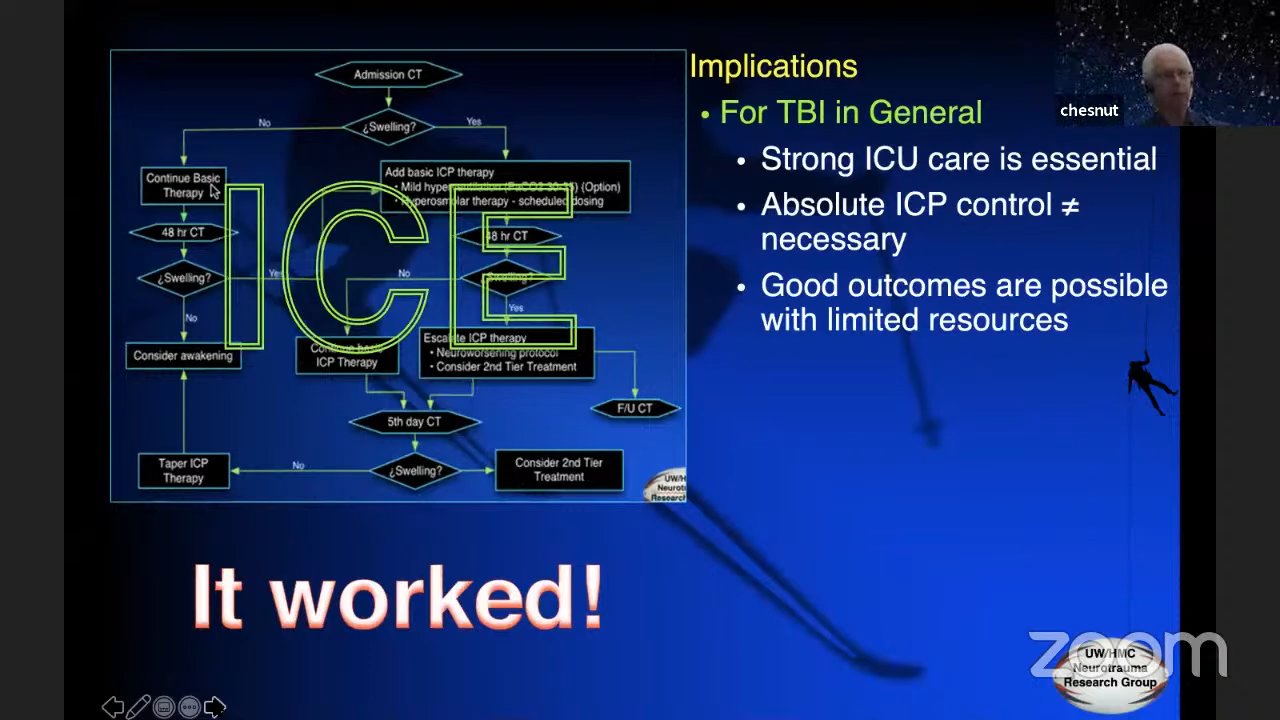 Admission CT
¿Swelling?
No
Yes
Continue Basic
Therapy
Add basic ICP therapy
• Mild hyperventilation (PaCO2 30-35) (Option)
• Hyperosmolar therapy - scheduled dosing
48 hr CT
48 hr CT
¿Swelling?
Yes
No
¿Swelling?
No
Yes
Consider awakening
Continue basic
ICP Therapy
Escalate ICP therapy
• Neuroworsening protocol
• Consider 2nd Tier Treatment
F/U CT
5th day CT
Taper ICP
Therapy
No
¿Swelling?
Consider 2nd Tier
Treatment
UW/H
Neurotr
Research
ICE
It worked!
Implications
• For TBI in General
• Strong ICU care is essential
• Absolute ICP control ≠
necessary
• Good outcomes are possible
with limited resources
chesnut
zoom
UW/HMC
Neurotrauma
Research Group